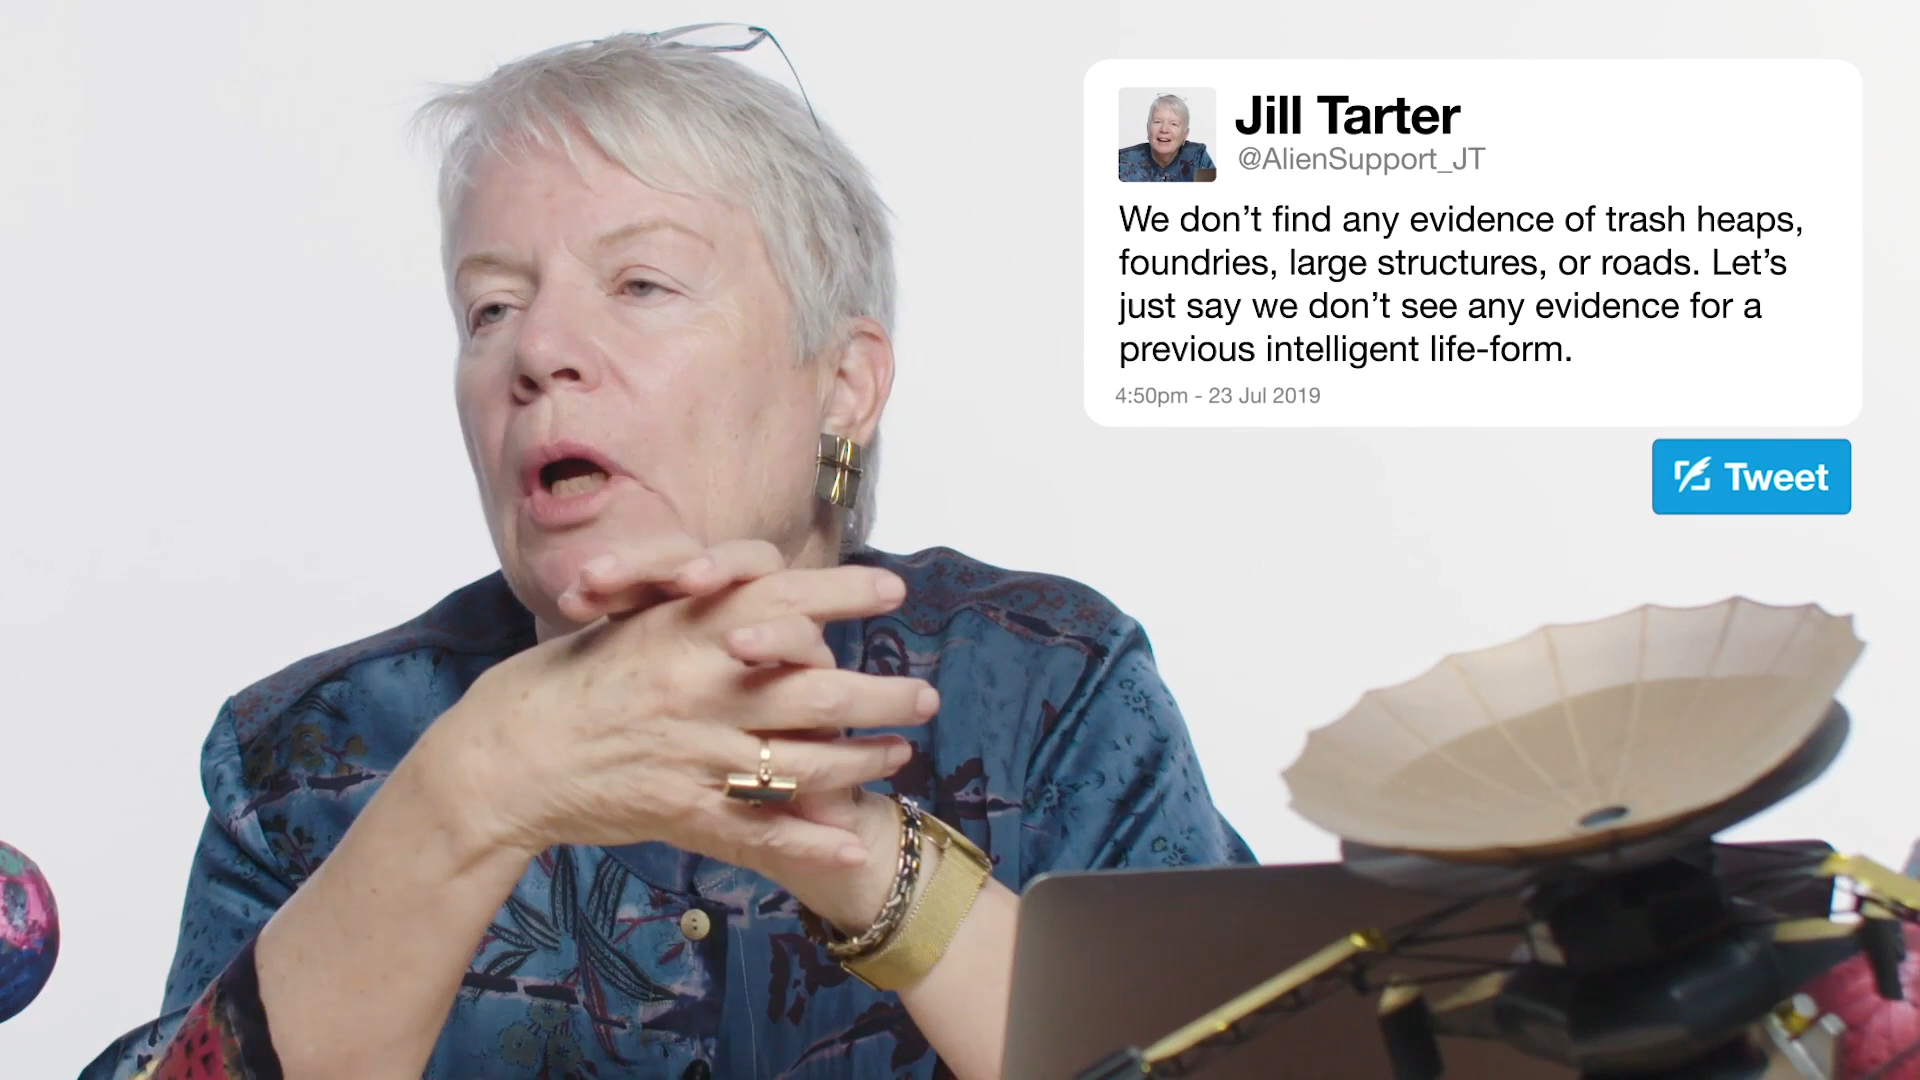 Jill Tarter
@AlienSupport_JT
We don’t find any evidence of trash heaps,
foundries, large structures, or roads. Let’s
just say we don’t see any evidence for a
previous intelligent life-form.
4:50pm - 23 Jul 2019
Tweet